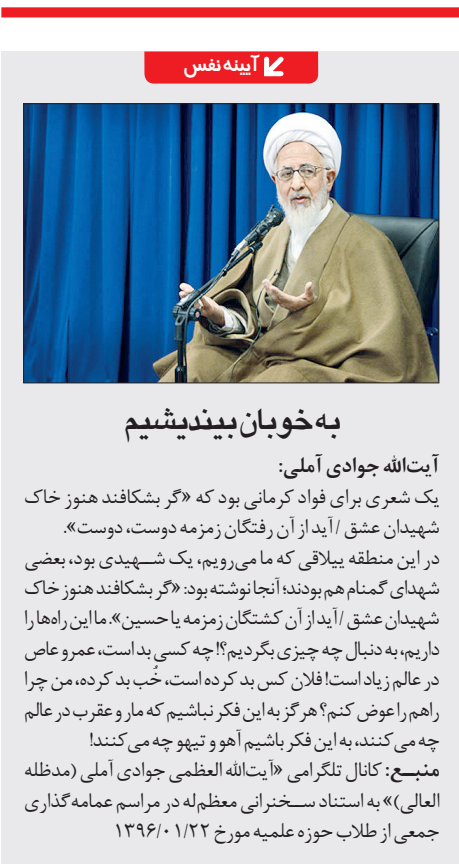 آیینه نفس
به خوبان بیندیشیم
آیت‌الله جوادی آملی:
یک شعری برای فواد کرمانی بود که «گر بشکافند هنوز خاک
شهیدان عشق / آید از آن رفتگان زمزمه دوست، دوست».
در این منطقه ییلاقی که ما می‌رویم، یک شــهیدی بود، بعضی
شهدای گمنام هم بودند؛ آنجا نوشته بود: «گر بشکافند هنوز خاک
شهیدان عشق / آید از آن کشتگان زمزمه یا حسین». ما این راه‌ها را
داریم، به دنبال چه چیزی بگردیم؟! چه کسی بد است، عمرو عاص
در عالم زیاد است! فلان کس بد کرده است، خُب بد کرده، من چرا
راهم را عوض کنم؟ هرگز به این فکر نباشیم که مار و عقرب در عالم
چه می‌کنند، به این فکر باشیم آهو و تیهو چه می‌کنند!
منبــع: کانال تلگرامی «آیت‌الله العظمی جوادی آملی (مدظله
العالی)» به استناد ســخنرانی معظم‌له در مراسم عمامه‌گذاری
جمعی از طلاب حوزه علمیه مورخ ۱۳۹۶/۰۱/۲۲